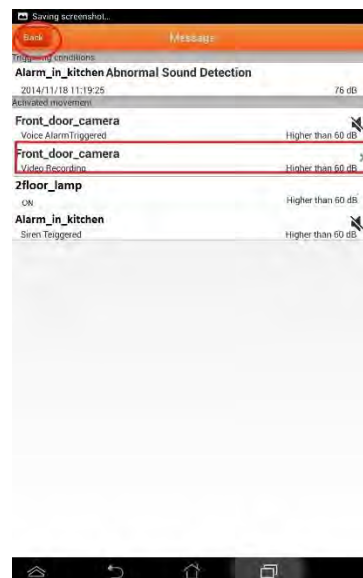 Saving screenshot...
Back Message
Triggering conditions
Alarm_in_kitchen Abnormal Sound Detection
2014/11/18 11:19:25 76 dB
Activated movement
Front_door_camera
Voice AlarmTriggered Higher than 60 dB
Front_door_camera
Video Recording Higher than 60 dB
2floor_lamp
ON Higher than 60 dB
Alarm_in_kitchen
Siren Teiggered Higher than 60 dB